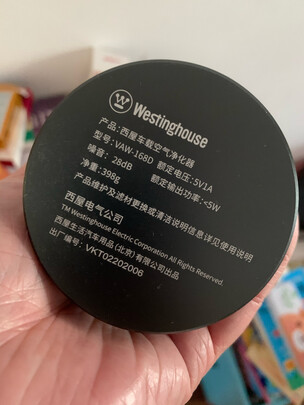 Westinghouse
产品：西屋车载空气净化器
型号：VAW-168D 额定电压：5V1A
噪音：28dB 额定输出功率：<5W
净重：398g
产品维护及滤材更换或清洁说明信息详见使用说明
西屋电气公司
TM Westinghouse Electric Corporation All Rights Reserved.
西屋生活汽车用品(北京)有限公司出品
出厂编号：VKT02202006